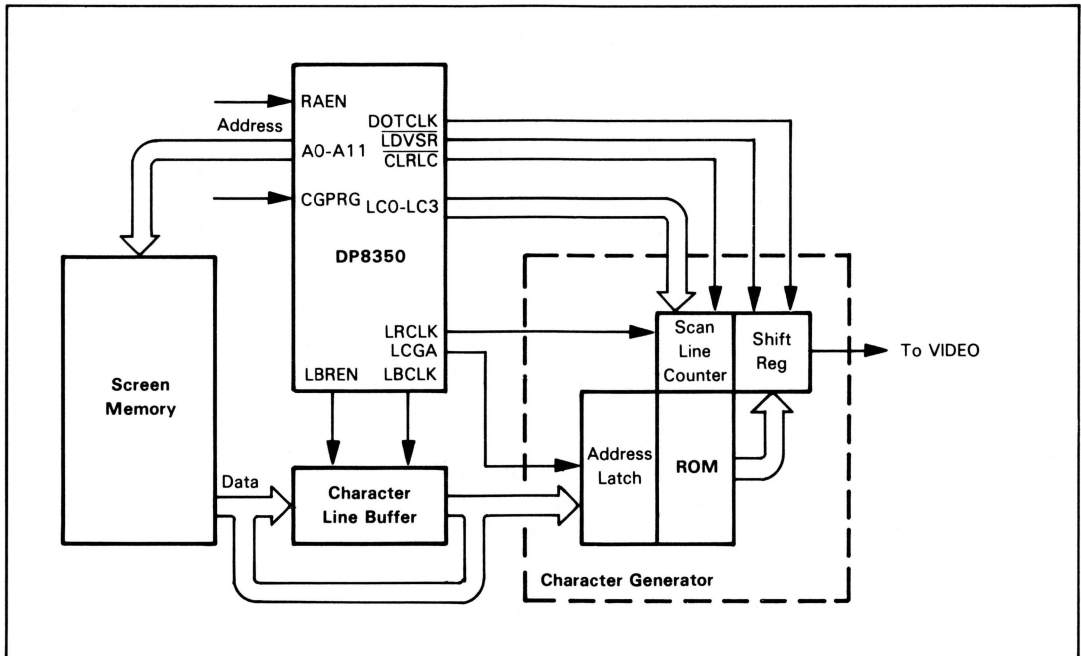 RAEN
Address
A0-A11
CGPRG
DP8350
DOTCLK
LDVSR
CLRLC
LC0-LC3
LRCLK
LCGA
LBREN
LBCLK
Screen
Memory
Data
Character
Line Buffer
Scan
Line
Counter
Shift
Reg
To VIDEO
Address
Latch
ROM
Character Generator